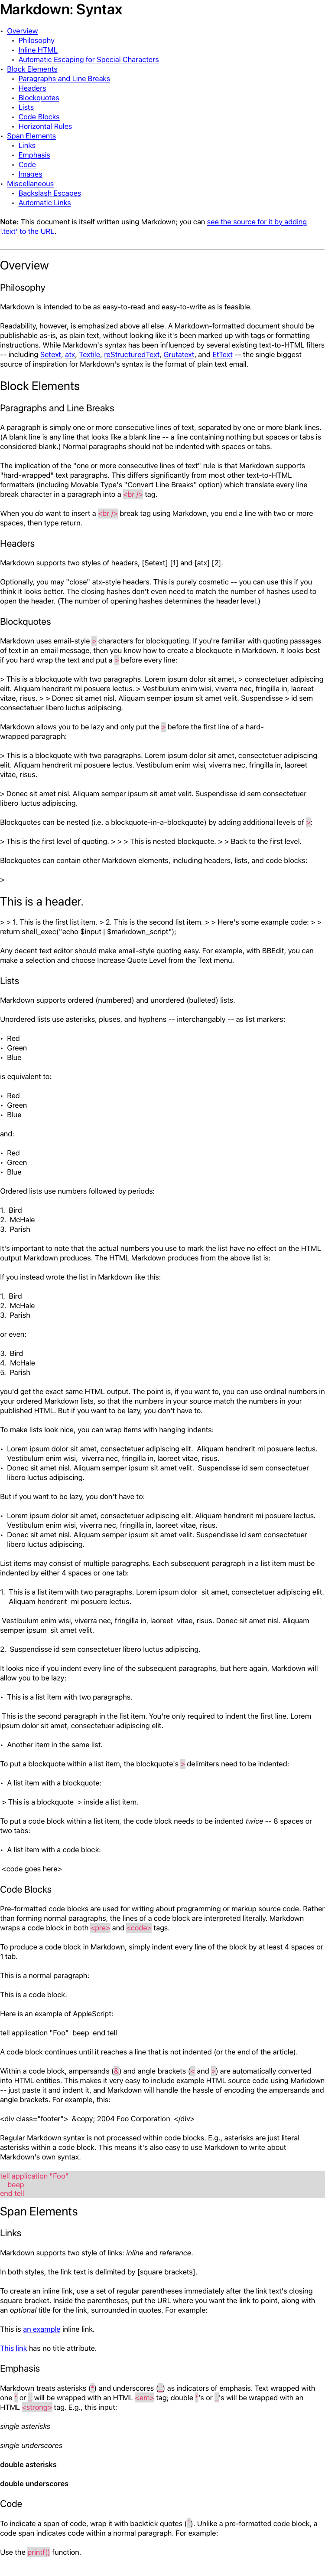 Markdown: Syntax
• Overview
• Philosophy
• Inline HTML
• Automatic Escaping for Special Characters
• Block Elements
• Paragraphs and Line Breaks
• Headers
• Blockquotes
• Lists
• Code Blocks
• Horizontal Rules
• Span Elements
• Links
• Emphasis
• Code
• Images
• Miscellaneous
• Backslash Escapes
• Automatic Links
Note: This document is itself written using Markdown; you can see the source for it by adding
'.text' to the URL.
Overview
Philosophy
Markdown is intended to be as easy-to-read and easy-to-write as is feasible.
Readability, however, is emphasized above all else. A Markdown-formatted document should be
publishable as-is, as plain text, without looking like it's been marked up with tags or formatting
instructions. While Markdown's syntax has been influenced by several existing text-to-HTML filters
-- including Setext, atx, Textile, reStructuredText, Grutatext, and EtText -- the single biggest
source of inspiration for Markdown's syntax is the format of plain text email.
Block Elements
Paragraphs and Line Breaks
A paragraph is simply one or more consecutive lines of text, separated by one or more blank lines.
(A blank line is any line that looks like a blank line -- a line containing nothing but spaces or tabs is
considered blank.) Normal paragraphs should not be indented with spaces or tabs.
The implication of the "one or more consecutive lines of text" rule is that Markdown supports
"hard-wrapped" text paragraphs. This differs significantly from most other text-to-HTML
formatters (including Movable Type's "Convert Line Breaks" option) which translate every line
break character in a paragraph into a <br /> tag.
When you do want to insert a <br /> break tag using Markdown, you end a line with two or more
spaces, then type return.
Headers
Markdown supports two styles of headers, [Setext] [1] and [atx] [2].
Optionally, you may "close" atx-style headers. This is purely cosmetic -- you can use this if you
think it looks better. The closing hashes don't even need to match the number of hashes used to
open the header. (The number of opening hashes determines the header level.)
Blockquotes
Markdown uses email-style > characters for blockquoting. If you're familiar with quoting passages
of text in an email message, then you know how to create a blockquote in Markdown. It looks best
if you hard wrap the text and put a > before every line:
> This is a blockquote with two paragraphs. Lorem ipsum dolor sit amet, > consectetuer adipiscing
elit. Aliquam hendrerit mi posuere lectus. > Vestibulum enim wisi, viverra nec, fringilla in, laoreet
vitae, risus. > > Donec sit amet nisl. Aliquam semper ipsum sit amet velit. Suspendisse > id sem
consectetuer libero luctus adipiscing.
Markdown allows you to be lazy and only put the > before the first line of a hard-
wrapped paragraph:
> This is a blockquote with two paragraphs. Lorem ipsum dolor sit amet, consectetuer adipiscing
elit. Aliquam hendrerit mi posuere lectus. Vestibulum enim wisi, viverra nec, fringilla in, laoreet
vitae, risus.
> Donec sit amet nisl. Aliquam semper ipsum sit amet velit. Suspendisse id sem consectetuer
libero luctus adipiscing.
Blockquotes can be nested (i.e. a blockquote-in-a-blockquote) by adding additional levels of >:
> This is the first level of quoting. > > > This is nested blockquote. > > Back to the first level.
Blockquotes can contain other Markdown elements, including headers, lists, and code blocks:
>
This is a header.
> > 1. This is the first list item. > 2. This is the second list item. > > Here's some example code: > >
return shell_exec("echo $input | $markdown_script");
Any decent text editor should make email-style quoting easy. For example, with BBEdit, you can
make a selection and choose Increase Quote Level from the Text menu.
Lists
Markdown supports ordered (numbered) and unordered (bulleted) lists.
Unordered lists use asterisks, pluses, and hyphens -- interchangably -- as list markers:
• Red
• Green
• Blue
is equivalent to:
• Red
• Green
• Blue
and:
• Red
• Green
• Blue
Ordered lists use numbers followed by periods:
1. Bird
2. McHale
3. Parish
It's important to note that the actual numbers you use to mark the list have no effect on the HTML
output Markdown produces. The HTML Markdown produces from the above list is:
If you instead wrote the list in Markdown like this:
1. Bird
2. McHale
3. Parish
or even:
3. Bird
4. McHale
5. Parish
you'd get the exact same HTML output. The point is, if you want to, you can use ordinal numbers in
your ordered Markdown lists, so that the numbers in your source match the numbers in your
published HTML. But if you want to be lazy, you don't have to.
To make lists look nice, you can wrap items with hanging indents:
• Lorem ipsum dolor sit amet, consectetuer adipiscing elit. Aliquam hendrerit mi posuere lectus.
Vestibulum enim wisi, viverra nec, fringilla in, laoreet vitae, risus.
• Donec sit amet nisl. Aliquam semper ipsum sit amet velit. Suspendisse id sem consectetuer
libero luctus adipiscing.
But if you want to be lazy, you don't have to:
• Lorem ipsum dolor sit amet, consectetuer adipiscing elit. Aliquam hendrerit mi posuere lectus.
Vestibulum enim wisi, viverra nec, fringilla in, laoreet vitae, risus.
• Donec sit amet nisl. Aliquam semper ipsum sit amet velit. Suspendisse id sem consectetuer
libero luctus adipiscing.
List items may consist of multiple paragraphs. Each subsequent paragraph in a list item must be
indented by either 4 spaces or one tab:
1. This is a list item with two paragraphs. Lorem ipsum dolor sit amet, consectetuer adipiscing elit.
Aliquam hendrerit mi posuere lectus.
Vestibulum enim wisi, viverra nec, fringilla in, laoreet vitae, risus. Donec sit amet nisl. Aliquam
semper ipsum sit amet velit.
2. Suspendisse id sem consectetuer libero luctus adipiscing.
It looks nice if you indent every line of the subsequent paragraphs, but here again, Markdown will
allow you to be lazy:
• This is a list item with two paragraphs.
This is the second paragraph in the list item. You're only required to indent the first line. Lorem
ipsum dolor sit amet, consectetuer adipiscing elit.
• Another item in the same list.
To put a blockquote within a list item, the blockquote's > delimiters need to be indented:
• A list item with a blockquote:
> This is a blockquote > inside a list item.
To put a code block within a list item, the code block needs to be indented twice -- 8 spaces or
two tabs:
• A list item with a code block:
<code goes here>
Code Blocks
Pre-formatted code blocks are used for writing about programming or markup source code. Rather
than forming normal paragraphs, the lines of a code block are interpreted literally. Markdown
wraps a code block in both <pre> and <code> tags.
To produce a code block in Markdown, simply indent every line of the block by at least 4 spaces or
1 tab.
This is a normal paragraph:
This is a code block.
Here is an example of AppleScript:
tell application "Foo" beep end tell
A code block continues until it reaches a line that is not indented (or the end of the article).
Within a code block, ampersands (&) and angle brackets (< and >) are automatically converted
into HTML entities. This makes it very easy to include example HTML source code using Markdown
-- just paste it and indent it, and Markdown will handle the hassle of encoding the ampersands and
angle brackets. For example, this:
<div class="footer"> &copy; 2004 Foo Corporation </div>
Regular Markdown syntax is not processed within code blocks. E.g., asterisks are just literal
asterisks within a code block. This means it's also easy to use Markdown to write about
Markdown's own syntax.
tell application "Foo"
beep
end tell
Span Elements
Links
Markdown supports two style of links: inline and reference.
In both styles, the link text is delimited by [square brackets].
To create an inline link, use a set of regular parentheses immediately after the link text's closing
square bracket. Inside the parentheses, put the URL where you want the link to point, along with
an optional title for the link, surrounded in quotes. For example:
This is an example inline link.
This link has no title attribute.
Emphasis
Markdown treats asterisks (*) and underscores (_) as indicators of emphasis. Text wrapped with
one * or _ will be wrapped with an HTML <em> tag; double *'s or _'s will be wrapped with an
HTML <strong> tag. E.g., this input:
single asterisks
single underscores
double asterisks
double underscores
Code
To indicate a span of code, wrap it with backtick quotes (`). Unlike a pre-formatted code block, a
code span indicates code within a normal paragraph. For example:
Use the printf() function.